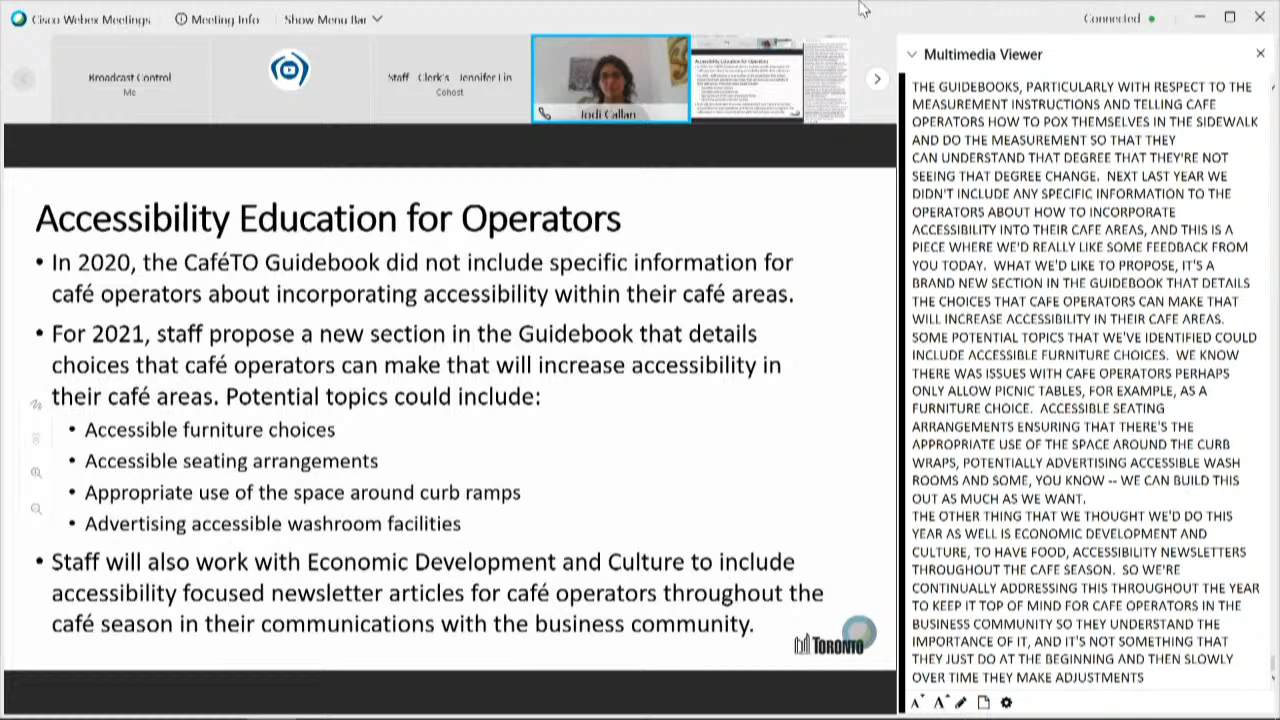 Cisco Webex Meetings
Meeting Info
Show Menu Bar
Connected
Broadcast Control
Staff
Clerk
Jennifer
Cohost
Jodi Callan
Accessibility Education for Operators
Multimedia Viewer
Accessibility Education for Operators
• In 2020, the CaféTO Guidebook did not include specific information for
café operators about incorporating accessibility within their café areas.
• For 2021, staff propose a new section in the Guidebook that details
choices that café operators can make that will increase accessibility in
their café areas. Potential topics could include:
• Accessible furniture choices
• Accessible seating arrangements
• Appropriate use of the space around curb ramps
• Advertising accessible washroom facilities
• Staff will also work with Economic Development and Culture to include
accessibility focused newsletter articles for café operators throughout the
café season in their communications with the business community.
TORONTO
THE GUIDEBOOKS, PARTICULARLY WITH RESPECT TO THE
MEASUREMENT INSTRUCTIONS AND TELLING CAFE
OPERATORS HOW TO POX THEMSELVES IN THE SIDEWALK
AND DO THE MEASUREMENT SO THAT THEY
CAN UNDERSTAND THAT DEGREE THAT THEY'RE NOT
SEEING THAT DEGREE CHANGE. NEXT LAST YEAR WE
DIDN'T INCLUDE ANY SPECIFIC INFORMATION TO THE
OPERATORS ABOUT HOW TO INCORPORATE
ACCESSIBILITY INTO THEIR CAFE AREAS, AND THIS IS A
PIECE WHERE WE'D REALLY LIKE SOME FEEDBACK FROM
YOU TODAY. WHAT WE'D LIKE TO PROPOSE, IT'S A
BRAND NEW SECTION IN THE GUIDEBOOK THAT DETAILS
THE CHOICES THAT CAFE OPERATORS CAN MAKE THAT
WILL INCREASE ACCESSIBILITY IN THEIR CAFE AREAS.
SOME POTENTIAL TOPICS THAT WE'VE IDENTIFIED COULD
INCLUDE ACCESSIBLE FURNITURE CHOICES. WE KNOW
THERE WAS ISSUES WITH CAFE OPERATORS PERHAPS
ONLY ALLOW PICNIC TABLES, FOR EXAMPLE, AS A
FURNITURE CHOICE. ACCESSIBLE SEATING
ARRANGEMENTS ENSURING THAT THERE'S THE
APPROPRIATE USE OF THE SPACE AROUND THE CURB
WRAPS, POTENTIALLY ADVERTISING ACCESSIBLE WASH
ROOMS AND SOME, YOU KNOW -- WE CAN BUILD THIS
OUT AS MUCH AS WE WANT.
THE OTHER THING THAT WE THOUGHT WE'D DO THIS
YEAR AS WELL IS ECONOMIC DEVELOPMENT AND
CULTURE, TO HAVE FOOD, ACCESSIBILITY NEWSLETTERS
THROUGHOUT THE CAFE SEASON. SO WE'RE
CONTINUALLY ADDRESSING THIS THROUGHOUT THE YEAR
TO KEEP IT TOP OF MIND FOR CAFE OPERATORS IN THE
BUSINESS COMMUNITY SO THEY UNDERSTAND THE
IMPORTANCE OF IT, AND IT'S NOT SOMETHING THAT
THEY JUST DO AT THE BEGINNING AND THEN SLOWLY
OVER TIME THEY MAKE ADJUSTMENTS